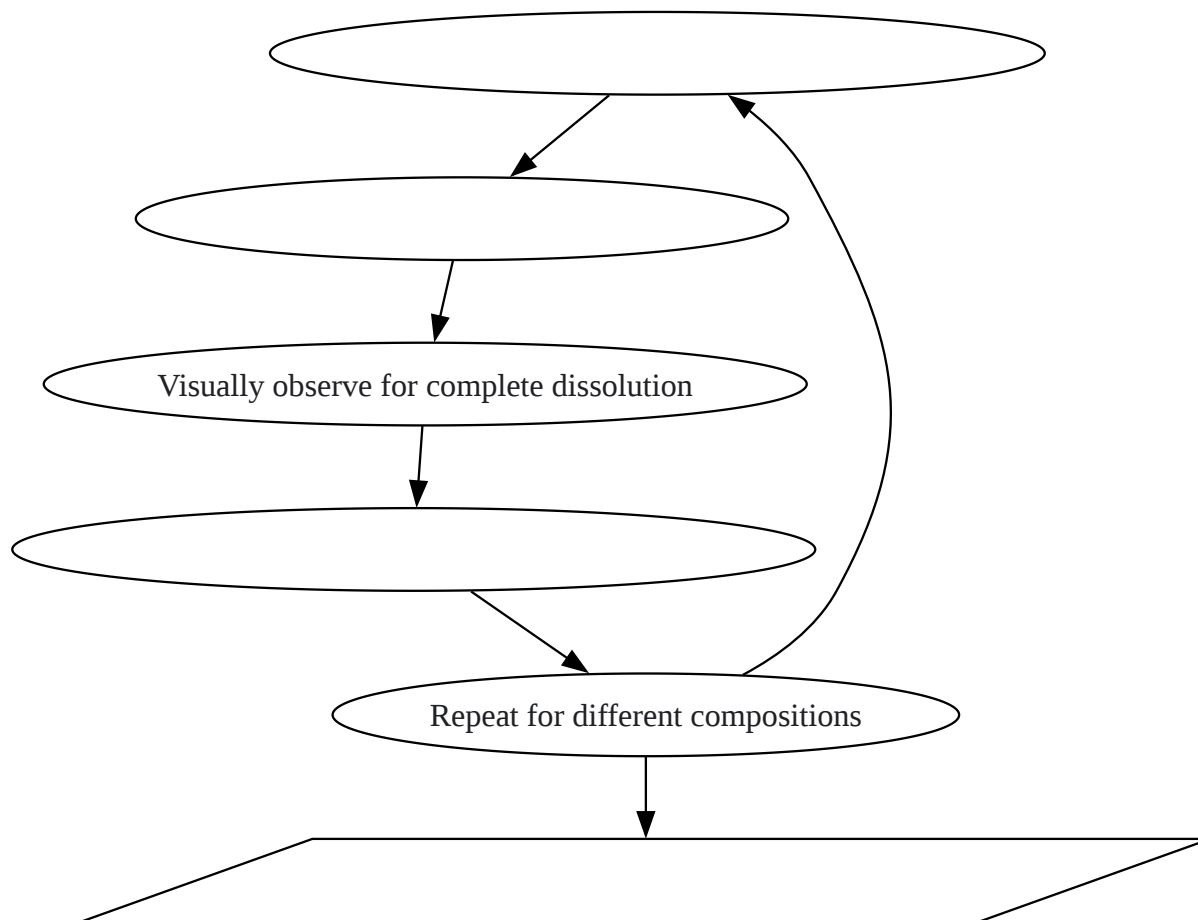 Visually observe for complete dissolution
Repeat for different compositions